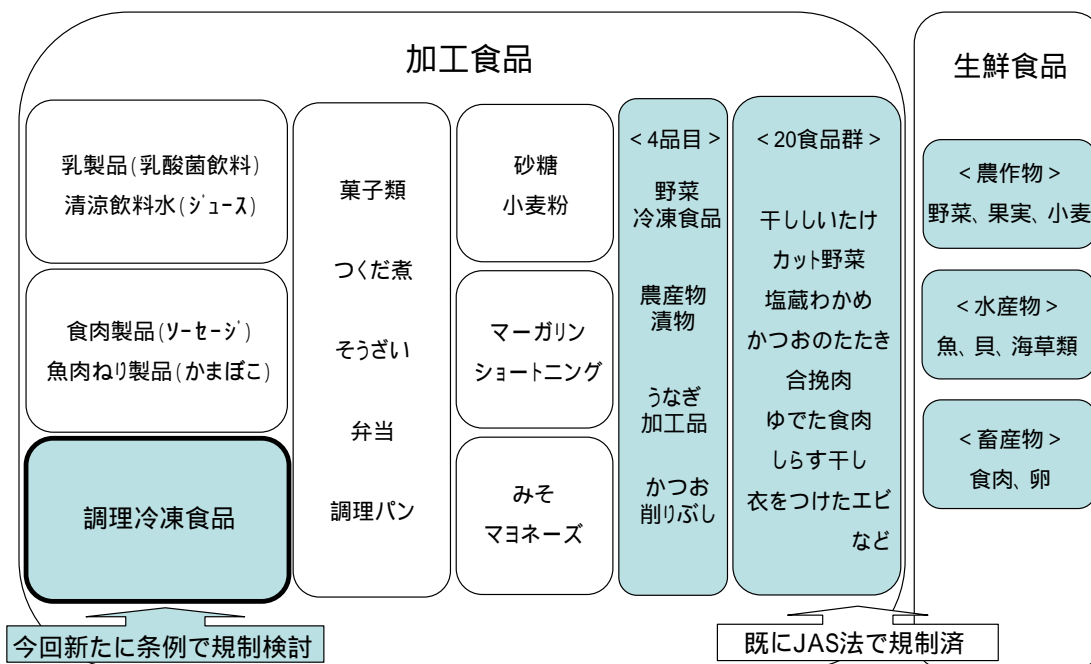 加工食品
生鮮食品
乳製品(乳酸菌飲料)
清涼飲料水(ｼﾞｭｰｽ)
食肉製品(ｿｰｾｰｼﾞ)
魚肉ねり製品(かまぼこ)
調理冷凍食品
菓子類
つくだ煮
そうざい
弁当
調理パン
砂糖
小麦粉
マーガリン
ショートニング
みそ
マヨネーズ
<4品目>
野菜
冷凍食品
農産物
漬物
うなぎ
加工品
かつお
削りぶし
<20食品群>
干ししいたけ
カット野菜
塩蔵わかめ
かつおのたたき
合挽肉
ゆでた食肉
しらす干し
衣をつけたエビ
など
<農作物>
野菜、果実、小麦
<水産物>
魚、貝、海草類
<畜産物>
食肉、卵
今回新たに条例で規制検討
既にJAS法で規制済